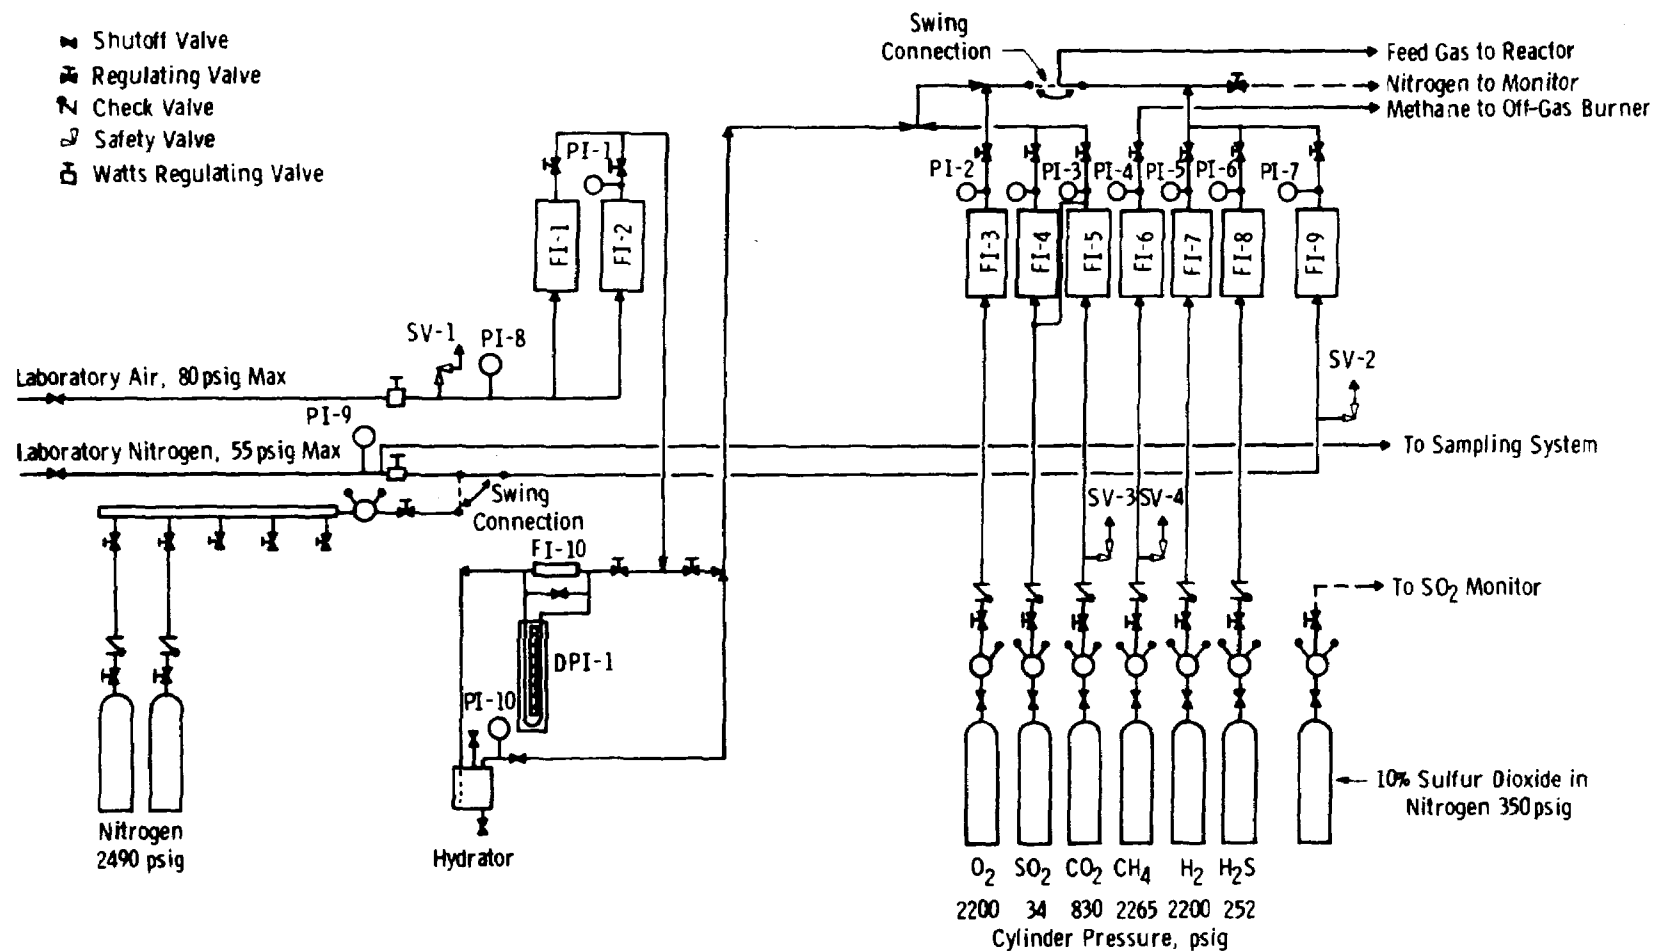 Shutoff Valve
Regulating Valve
Check Valve
Safety Valve
Watts Regulating Valve
Swing
Connection
Feed Gas to Reactor
Nitrogen to Monitor
Methane to Off-Gas Burner
PI-1
FI-1
FI-2
PI-2
PI-3
PI-4
PI-5
PI-6
PI-7
FI-3
FI-4
FI-5
FI-6
FI-7
FI-8
FI-9
SV-1
PI-8
SV-2
Laboratory Air, 80 psig Max
PI-9
Laboratory Nitrogen, 55 psig Max
To Sampling System
Swing
Connection
SV-3
SV-4
FI-10
To SO₂ Monitor
DPI-1
PI-10
10% Sulfur Dioxide in
Nitrogen 350 psig
Nitrogen
2490 psig
Hydrator
O₂ SO₂ CO₂ CH₄ H₂ H₂S
2200 34 830 2265 2200 252
Cylinder Pressure, psig